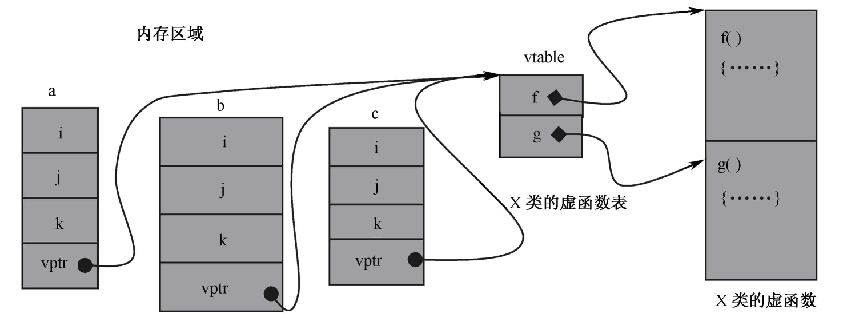 内存区域
a
i
j
k
vptr
b
i
j
k
vptr
c
i
j
k
vptr
vtable
f
g
X 类的虚函数表
f( )
{······}
g( )
{······}
X 类的虚函数